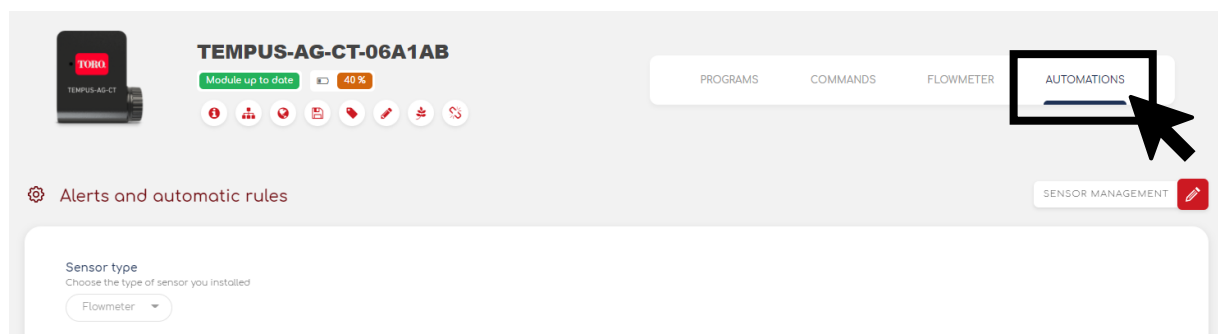 TORO.
TEMPUS-AG-CT
TEMPUS-AG-CT-06A1AB
Module up to date
40 %
PROGRAMS
COMMANDS
FLOWMETER
AUTOMATIONS
Alerts and automatic rules
SENSOR MANAGEMENT
Sensor type
Choose the type of sensor you installed
Flowmeter